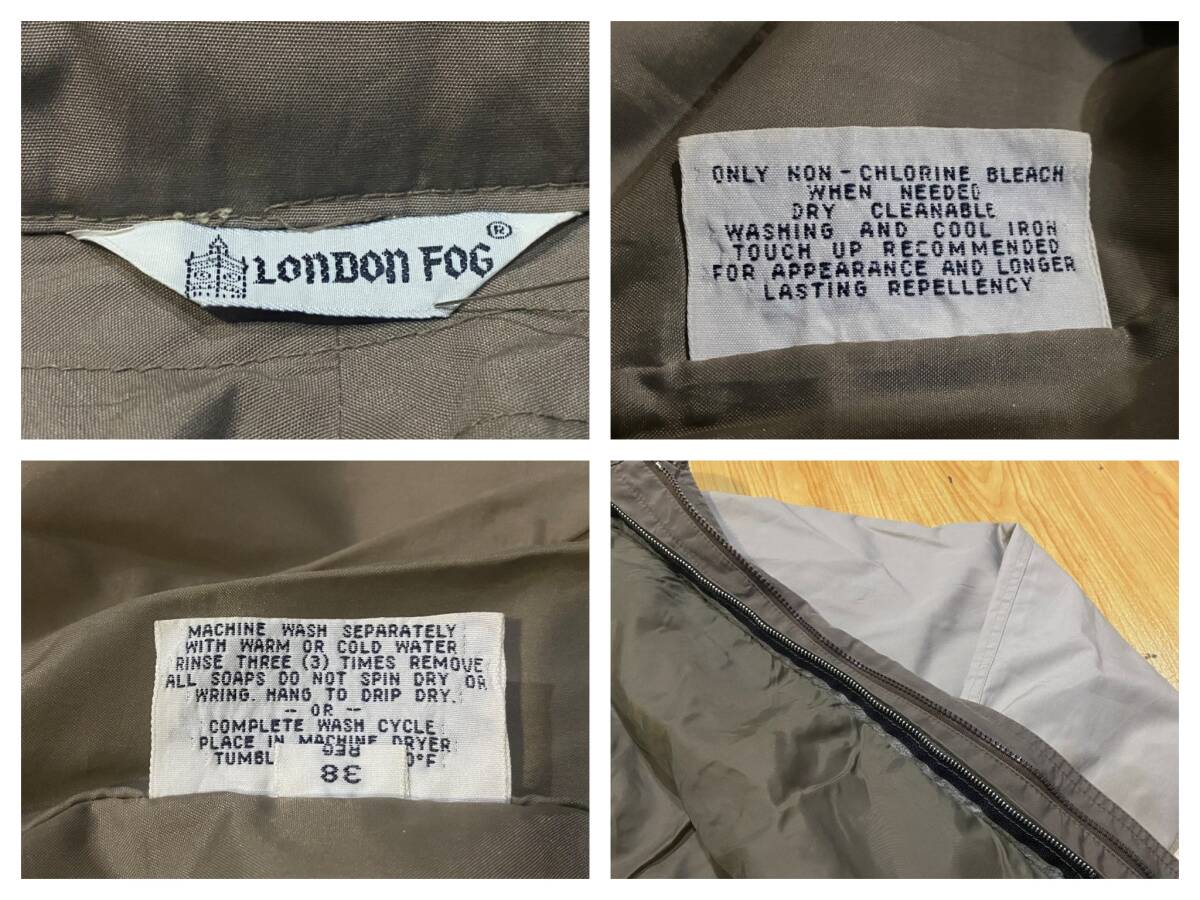 LONDON FOG®
ONLY NON-CHLORINE BLEACH
WHEN NEEDED
DRY CLEANABLE
WASHING AND COOL IRON
TOUCH UP RECOMMENDED
FOR APPEARANCE AND LONGER
LASTING REPELLENCY
MACHINE WASH SEPARATELY
WITH WARM OR COLD WATER
RINSE THREE (3) TIMES REMOVE
ALL SOAPS DO NOT SPIN DRY OR
WRING. HANG TO DRIP DRY.
-- OR --
COMPLETE WASH CYCLE
PLACE IN MACHINE DRYER
REG
38